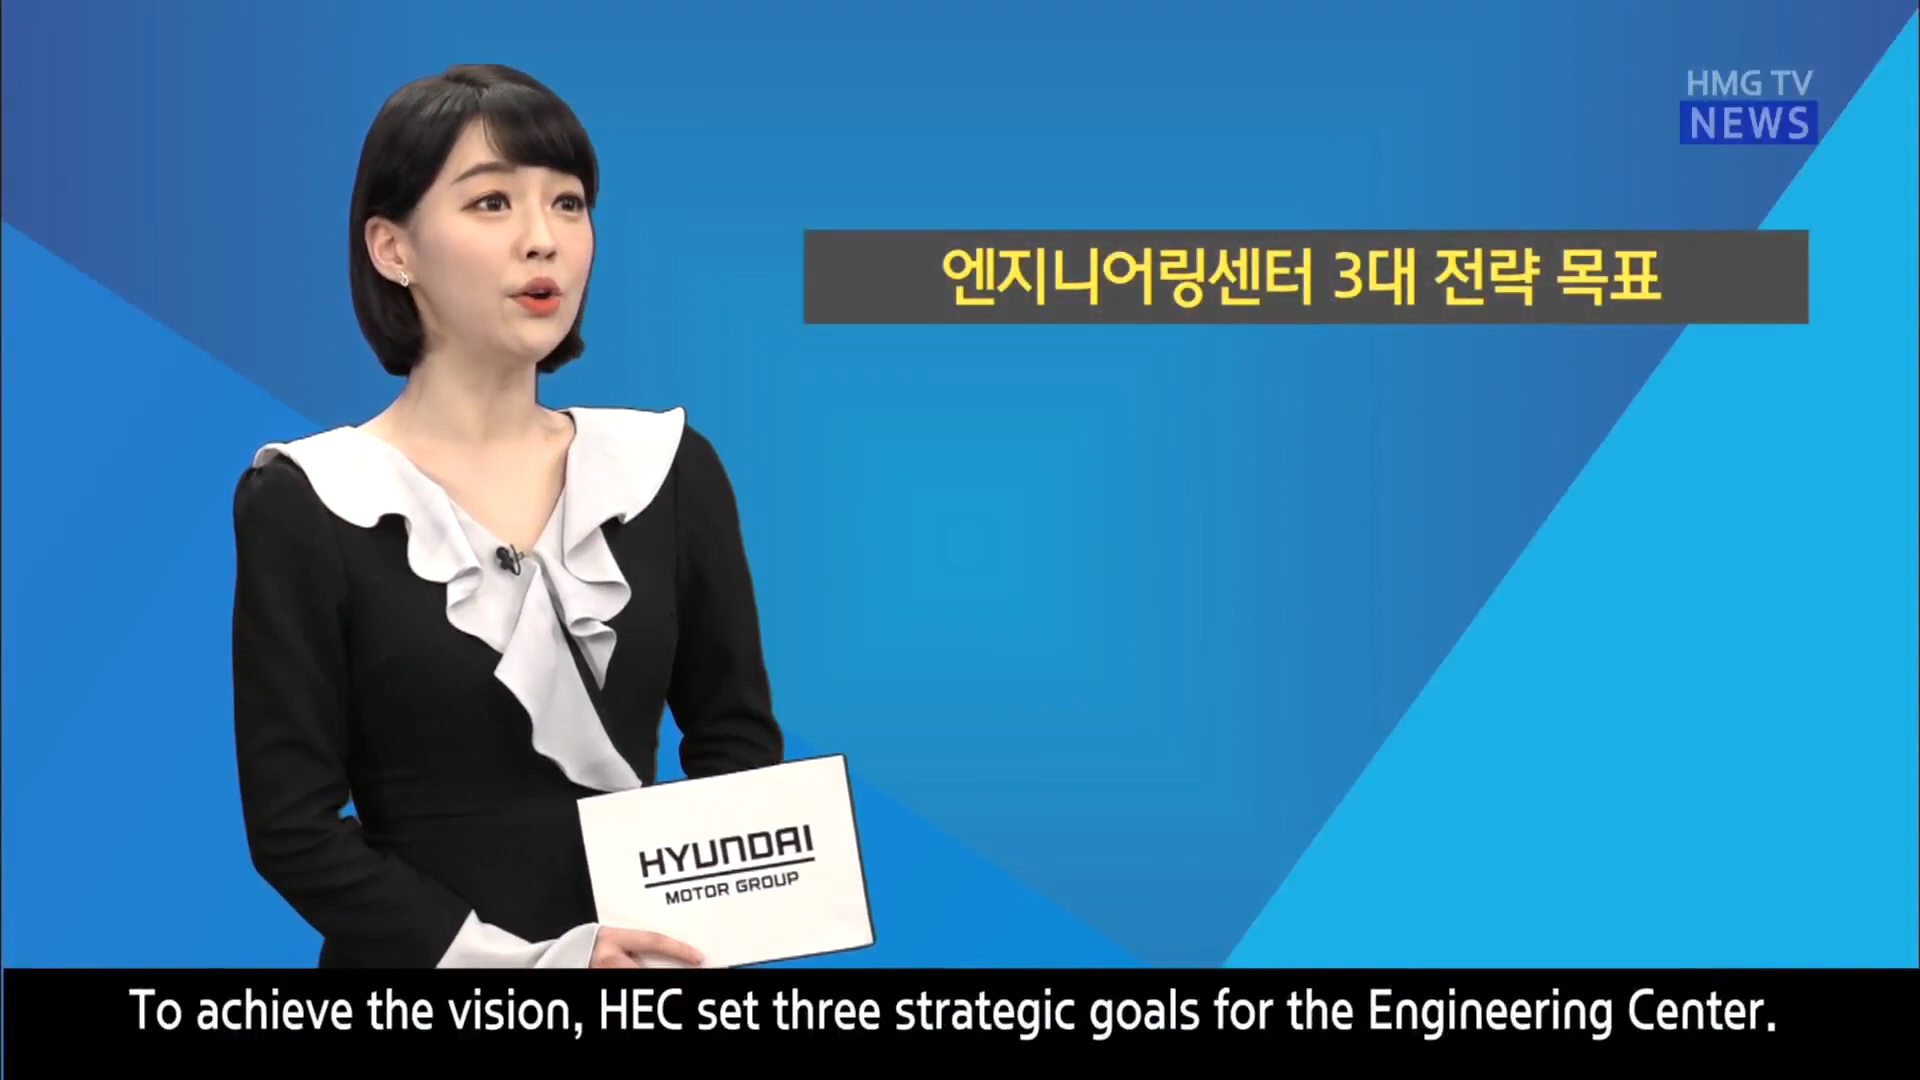 HMG TV
NEWS
엔지니어링센터 3대 전략 목표
HYUNDAI
MOTOR GROUP
To achieve the vision, HEC set three strategic goals for the Engineering Center.